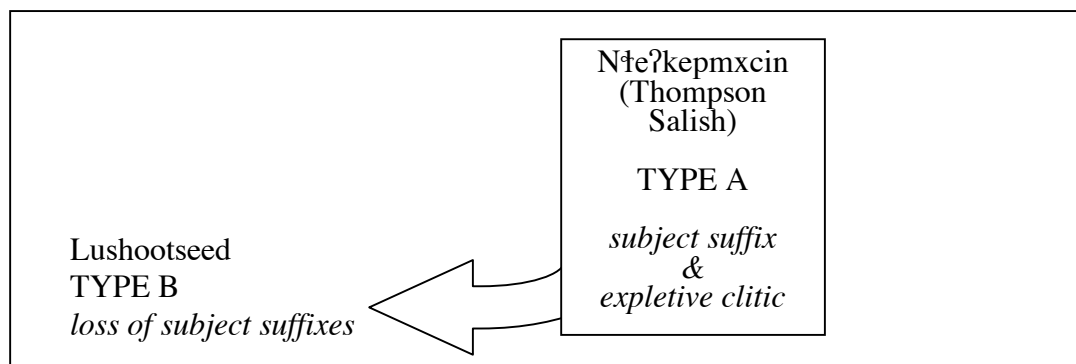 Nɬeʔkepmxcin
(Thompson
Salish)
TYPE A
subject suffix
&
expletive clitic
Lushootseed
TYPE B
loss of subject suffixes